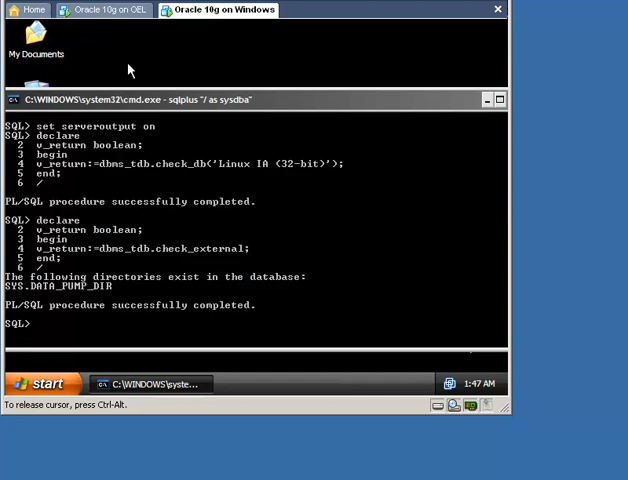 Home
Oracle 10g on OEL
Oracle 10g on Windows
My Documents
C:\WINDOWS\system32\cmd.exe - sqlplus "/ as sysdba"
SQL> set serveroutput on
SQL> declare
2 v_return boolean;
3 begin
4 v_return:=dbms_tdb.check_db('Linux IA (32-bit)');
5 end;
6 /
PL/SQL procedure successfully completed.
SQL> declare
2 v_return boolean;
3 begin
4 v_return:=dbms_tdb.check_external;
5 end;
6 /
The following directories exist in the database:
SYS.DATA_PUMP_DIR
PL/SQL procedure successfully completed.
SQL>
start
C:\WINDOWS\syste...
1:47 AM
To release cursor, press Ctrl-Alt.